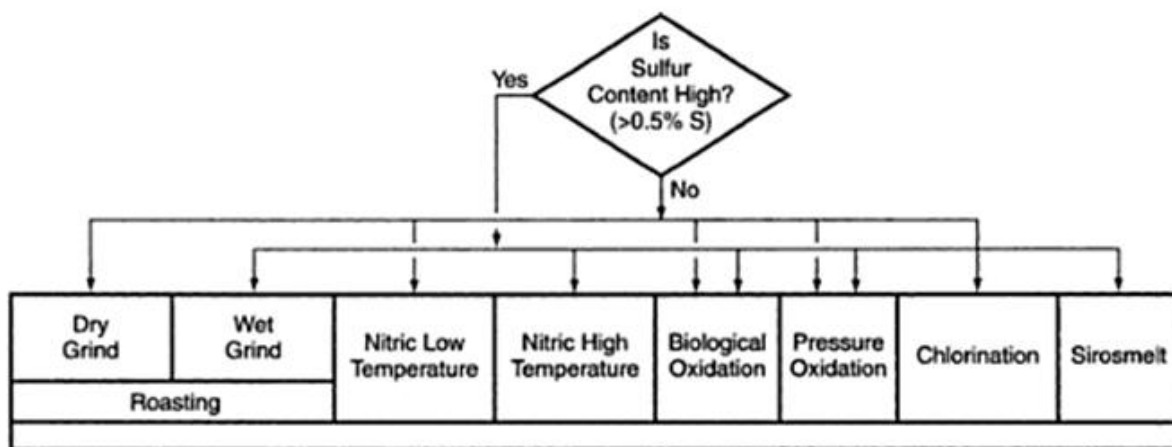 Is
Sulfur
Content High?
(>0.5% S)
Yes
No
Dry
Grind
Wet
Grind
Roasting
Nitric Low
Temperature
Nitric High
Temperature
Biological
Oxidation
Pressure
Oxidation
Chlorination
Sirosmelt